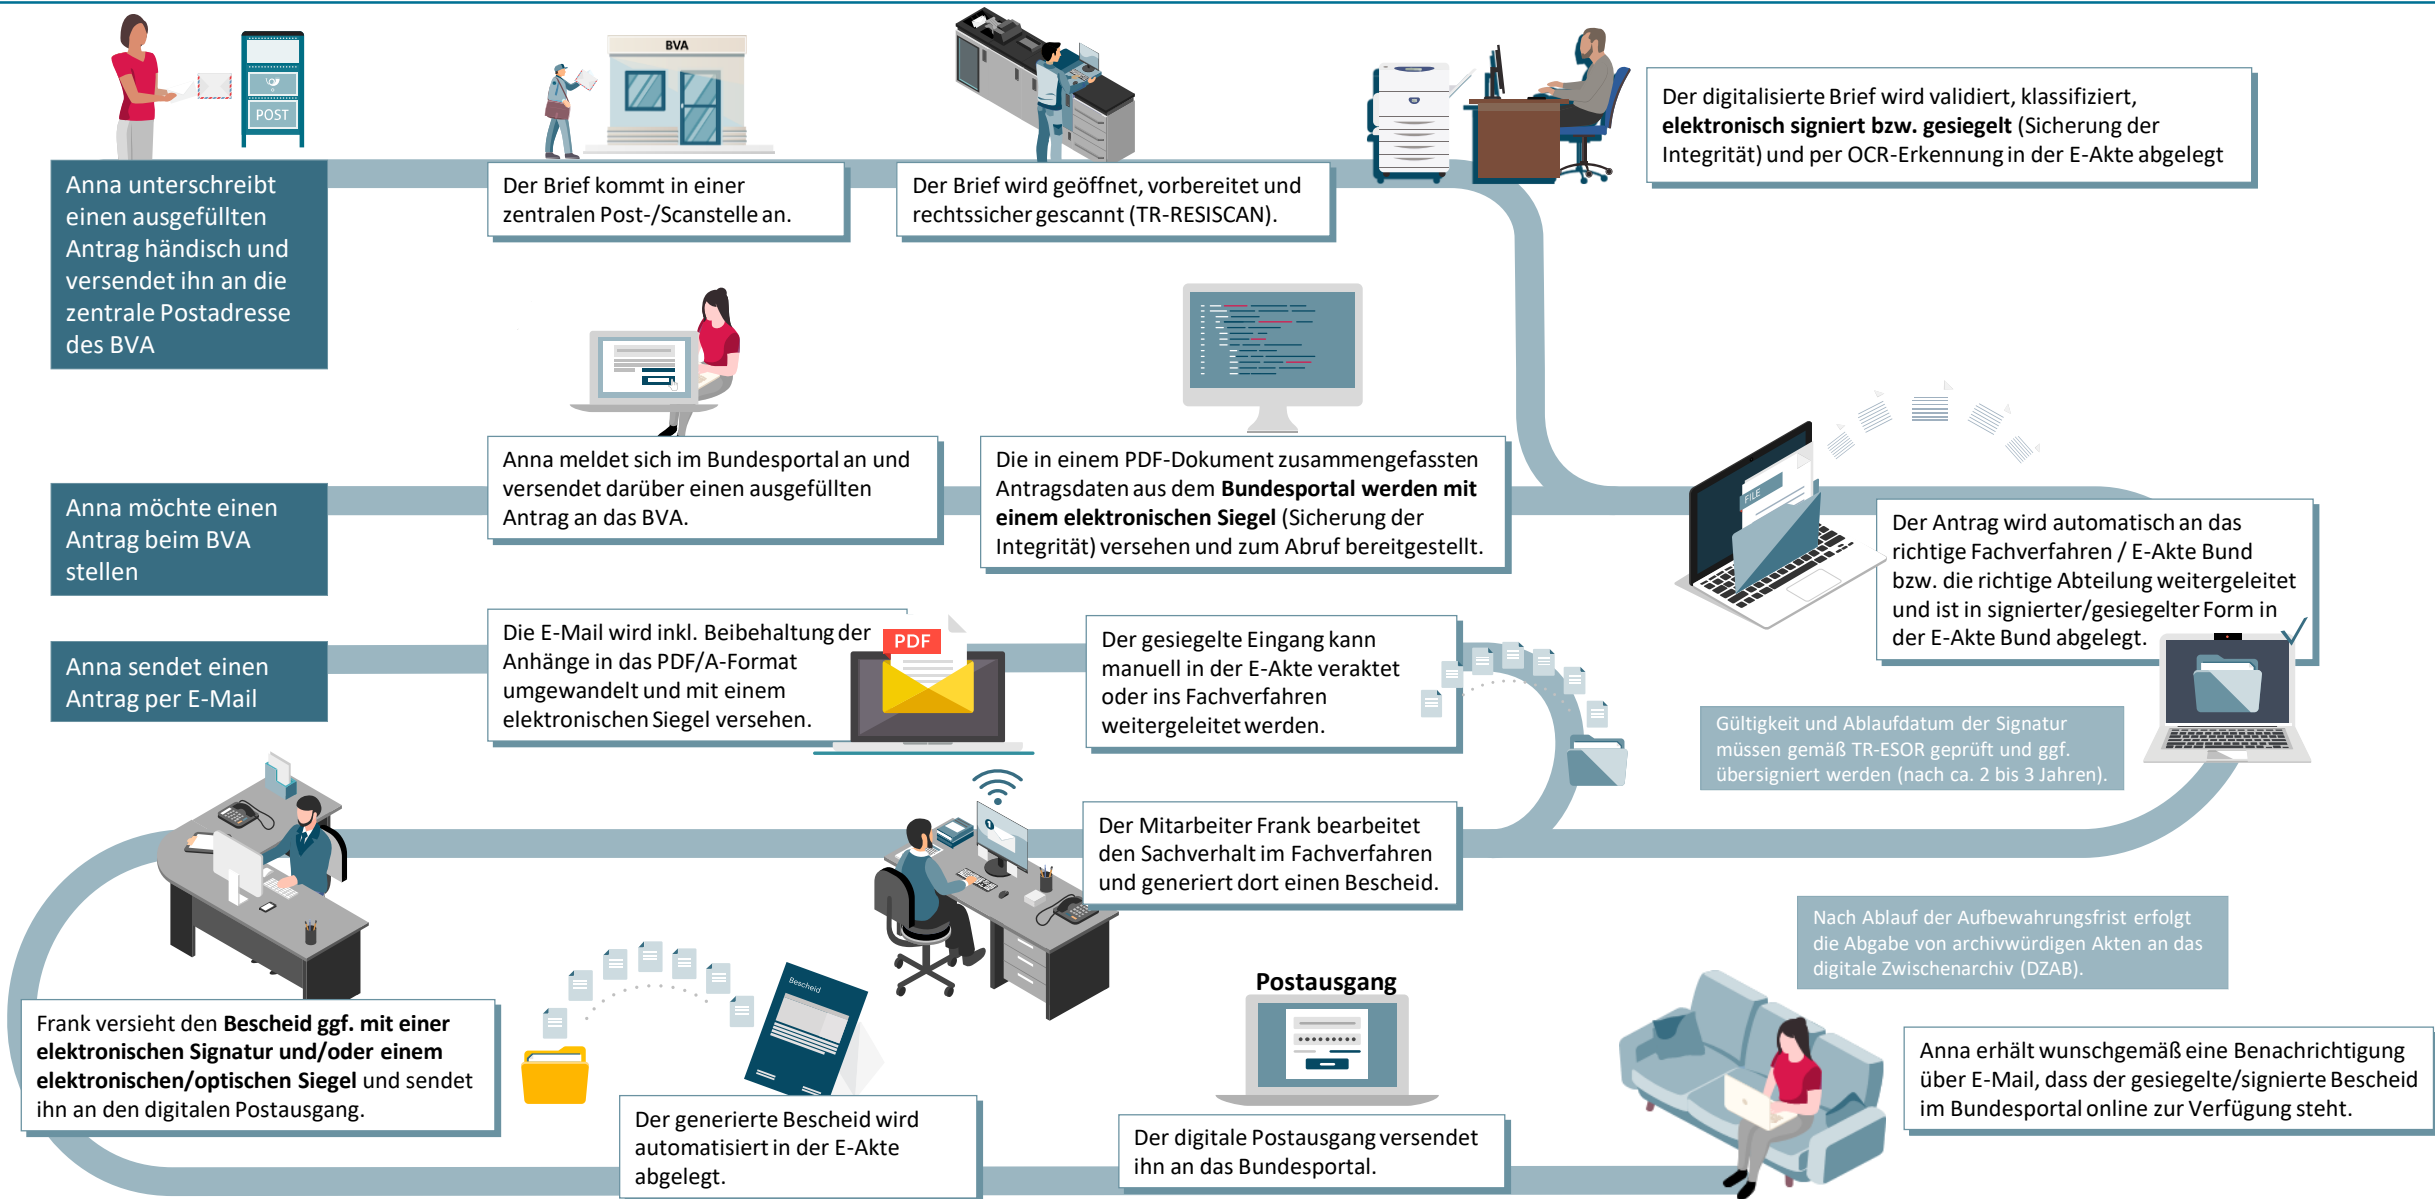 POST
BVA
Anna unterschreibt
einen ausgefüllten
Antrag händisch und
versendet ihn an die
zentrale Postadresse
des BVA
Der Brief kommt in einer
zentralen Post-/Scanstelle an.
Der Brief wird geöffnet, vorbereitet und
rechtssicher gescannt (TR-RESISCAN).
Der digitalisierte Brief wird validiert, klassifiziert,
elektronisch signiert bzw. gesiegelt (Sicherung der
Integrität) und per OCR-Erkennung in der E-Akte abgelegt
Anna möchte einen
Antrag beim BVA
stellen
Anna meldet sich im Bundesportal an und
versendet darüber einen ausgefüllten
Antrag an das BVA.
Die in einem PDF-Dokument zusammengefassten
Antragsdaten aus dem Bundesportal werden mit
einem elektronischen Siegel (Sicherung der
Integrität) versehen und zum Abruf bereitgestellt.
FILE
Der Antrag wird automatisch an das
richtige Fachverfahren / E-Akte Bund
bzw. die richtige Abteilung weitergeleitet
und ist in signierter/gesiegelter Form in
der E-Akte Bund abgelegt.
Anna sendet einen
Antrag per E-Mail
Die E-Mail wird inkl. Beibehaltung der
Anhänge in das PDF/A-Format
umgewandelt und mit einem
elektronischen Siegel versehen.
PDF
Der gesiegelte Eingang kann
manuell in der E-Akte veraktet
oder ins Fachverfahren
weitergeleitet werden.
Gültigkeit und Ablaufdatum der Signatur
müssen gemäß TR-ESOR geprüft und ggf.
übersigniert werden (nach ca. 2 bis 3 Jahren).
Der Mitarbeiter Frank bearbeitet
den Sachverhalt im Fachverfahren
und generiert dort einen Bescheid.
Nach Ablauf der Aufbewahrungsfrist erfolgt
die Abgabe von archivwürdigen Akten an das
digitale Zwischenarchiv (DZAB).
Frank versieht den Bescheid ggf. mit einer
elektronischen Signatur und/oder einem
elektronischen/optischen Siegel und sendet
ihn an den digitalen Postausgang.
Bescheid
Der generierte Bescheid wird
automatisiert in der E-Akte
abgelegt.
Postausgang
Der digitale Postausgang versendet
ihn an das Bundesportal.
Anna erhält wunschgemäß eine Benachrichtigung
über E-Mail, dass der gesiegelte/signierte Bescheid
im Bundesportal online zur Verfügung steht.